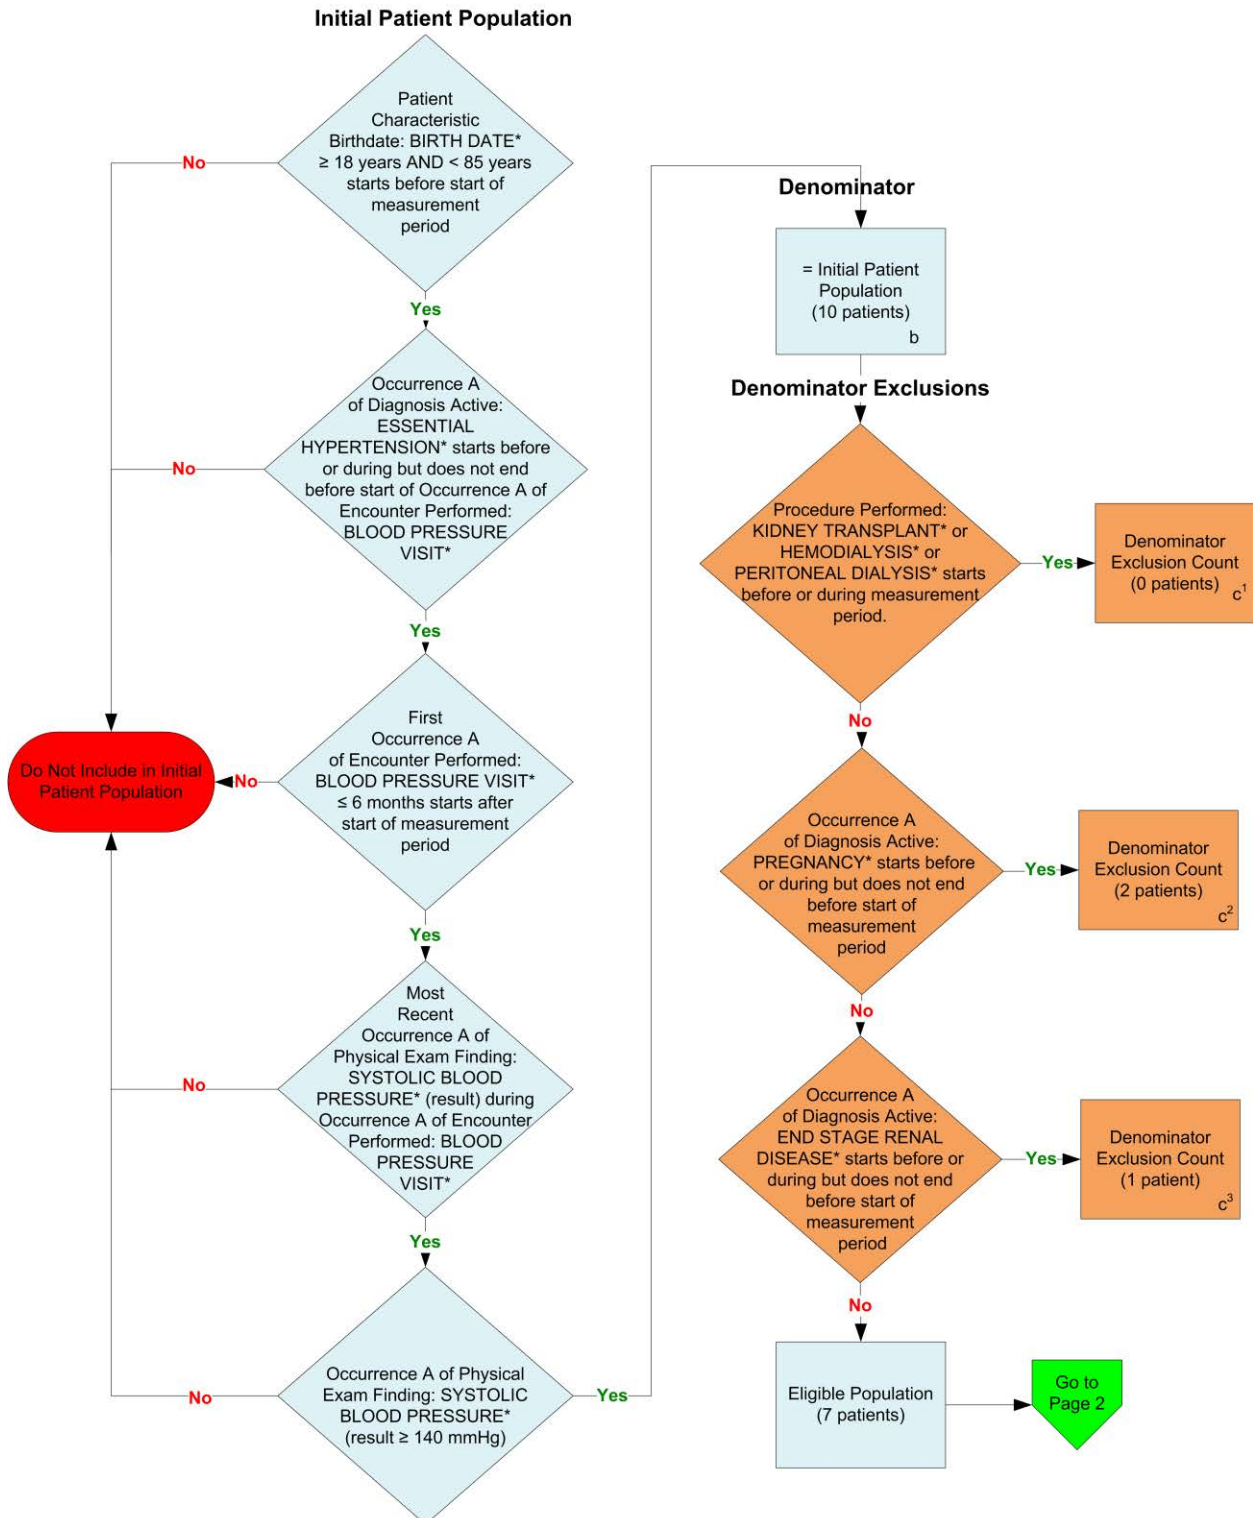 Initial Patient Population
Patient
Characteristic
Birthdate: BIRTH DATE*
≥ 18 years AND < 85 years
starts before start of
measurement
period
No
Yes
Occurrence A
of Diagnosis Active:
ESSENTIAL
HYPERTENSION* starts before
or during but does not end
before start of Occurrence A of
Encounter Performed:
BLOOD PRESSURE
VISIT*
No
Yes
First
Occurrence A
of Encounter Performed:
BLOOD PRESSURE VISIT*
≤ 6 months starts after
start of measurement
period
No
Do Not Include in Initial
Patient Population
Yes
Most
Recent
Occurrence A of
Physical Exam Finding:
SYSTOLIC BLOOD
PRESSURE* (result) during
Occurrence A of Encounter
Performed: BLOOD
PRESSURE
VISIT*
No
Yes
Occurrence A of Physical
Exam Finding: SYSTOLIC
BLOOD PRESSURE*
(result ≥ 140 mmHg)
No
Yes
Denominator
= Initial Patient
Population
(10 patients)
b
Denominator Exclusions
Procedure Performed:
KIDNEY TRANSPLANT* or
HEMODIALYSIS* or
PERITONEAL DIALYSIS* starts
before or during measurement
period.
Yes
Denominator
Exclusion Count
(0 patients)
c¹
No
Occurrence A
of Diagnosis Active:
PREGNANCY* starts before
or during but does not end
before start of
measurement
period
Yes
Denominator
Exclusion Count
(2 patients)
c²
No
Occurrence A
of Diagnosis Active:
END STAGE RENAL
DISEASE* starts before or
during but does not end
before start of
measurement
period
Yes
Denominator
Exclusion Count
(1 patient)
c³
No
Eligible Population
(7 patients)
Go to
Page 2